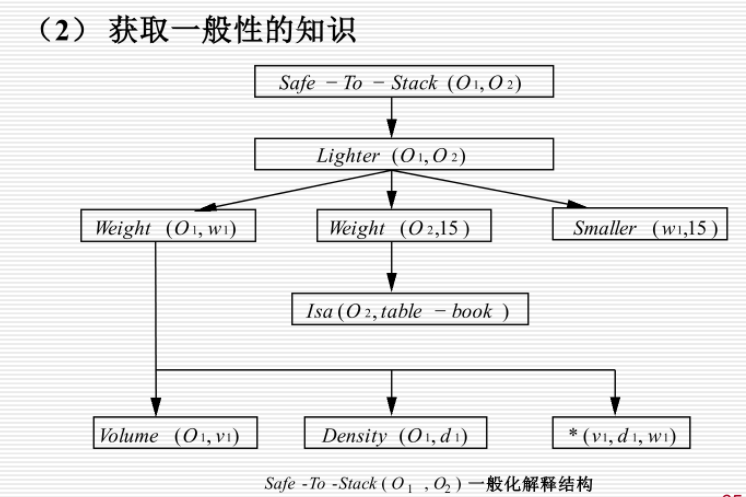 （2） 获取一般性的知识
Safe － To － Stack (O1,O2)
Lighter (O1,O2)
Weight (O1,w1)
Weight (O2,15)
Smaller (w1,15)
Isa(O2,table －book )
Volume (O1,v1)
Density (O1,d1)
*(v1,d1,w1)
Safe -To -Stack ( O1 , O2 ) 一般化解释结构